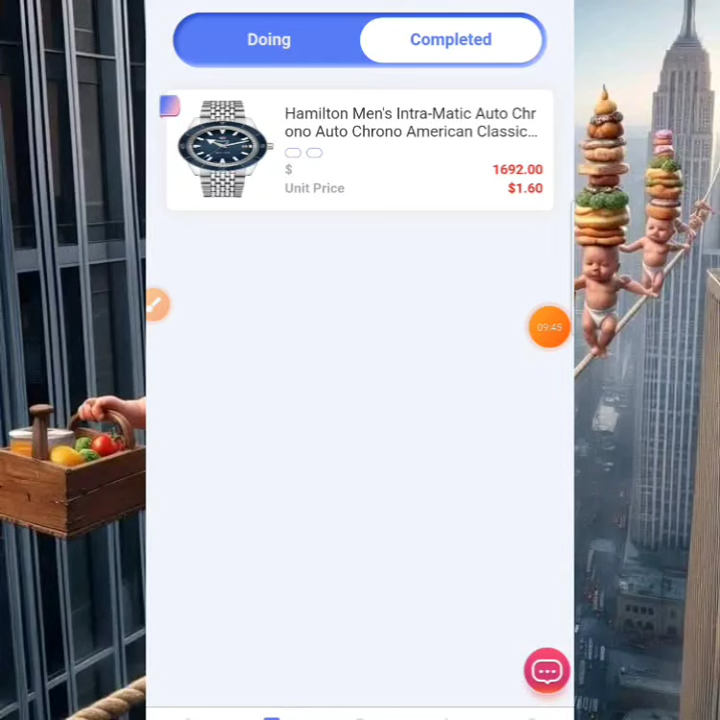 Doing
Completed
Hamilton Men's Intra-Matic Auto Chr
ono Auto Chrono American Classic...
$
1692.00
Unit Price
$1.60
09:45